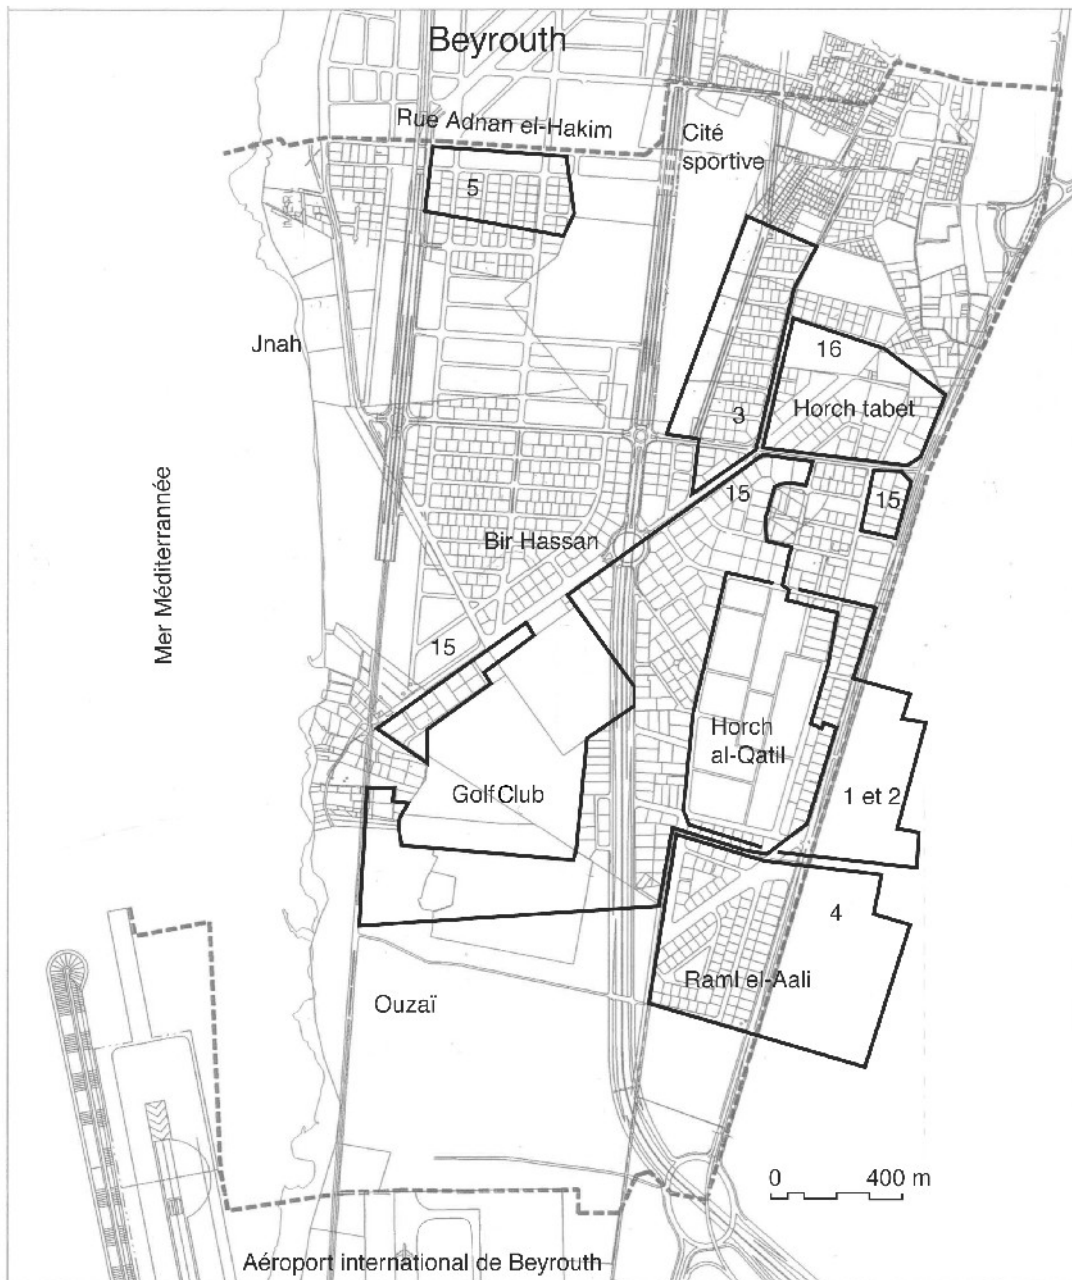 Beyrouth
Rue Adnan el-Hakim
Cité
sportive
5
Jnah
16
Horch tabet
3
15
15
Mer Méditerrannée
Bir Hassan
15
Horch
al-Qatil
Golf Club
1 et 2
4
Raml el-Aali
Ouzaï
0 400 m
Aéroport international de Beyrouth